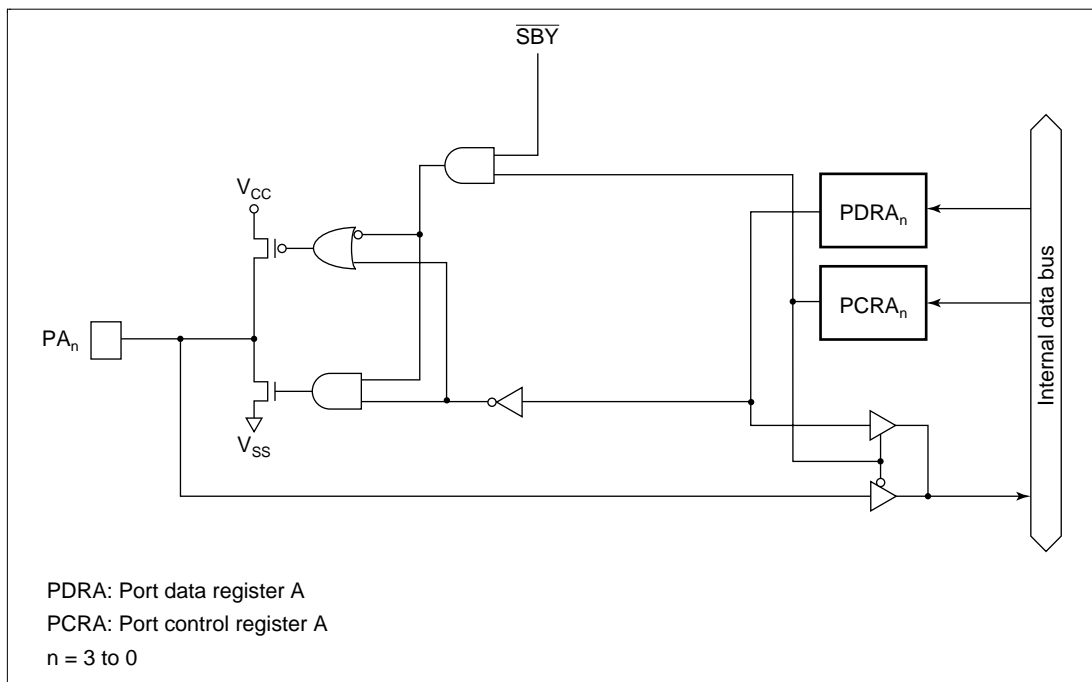 SBY
VCC
PDRAn
PCRAn
PAn
VSS
Internal data bus
PDRA: Port data register A
PCRA: Port control register A
n = 3 to 0